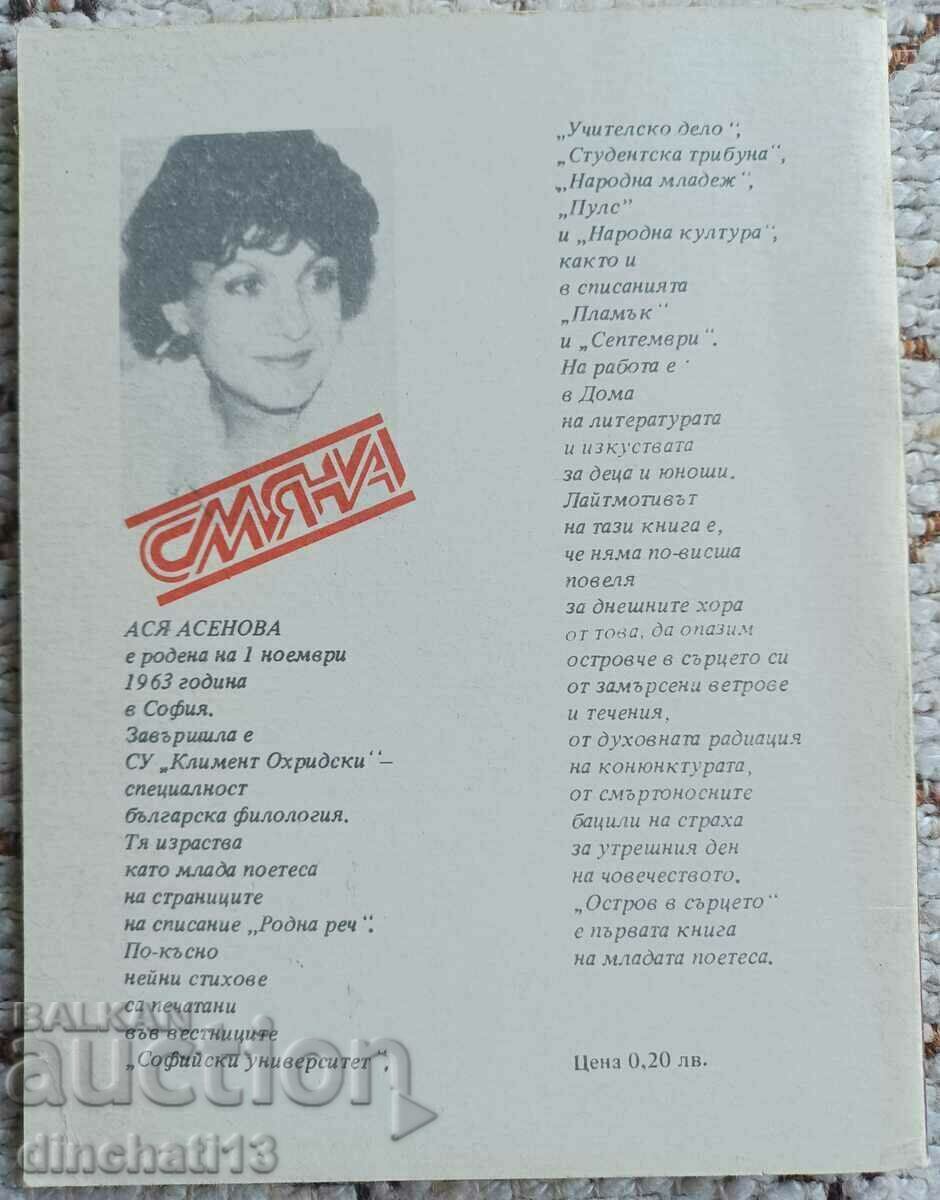 СМЯНА
АСЯ АСЕНОВА
е родена на 1 ноември
1963 година
в София.
Завършила е
СУ „Климент Охридски“ –
специалност
българска филология.
Тя израства
като млада поетеса
на страниците
на списание „Родна реч“.
По-късно
нейни стихове
са печатани
във вестниците
„Софийски университет“,
„Учителско дело“,
„Студентска трибуна“,
„Народна младеж“,
„Пулс”
и „Народна култура“,
както и
в списанията
„Пламък“
и „Септември“.
На работа е
в Дома
на литературата
и изкуствата
за деца и юноши.
Лайтмотивът
на тази книга е,
че няма по-висша
повеля
за днешните хора
от това, да опазим
островче в сърцето си
от замърсени ветрове
и течения,
от духовната радиация
на конюнктурата,
от смъртоносните
бацили на страха
за утрешния ден
на човечеството.
„Остров в сърцето“
е първата книга
на младата поетеса.
Цена 0,20 лв.
BALKAN
auction
dinchati13